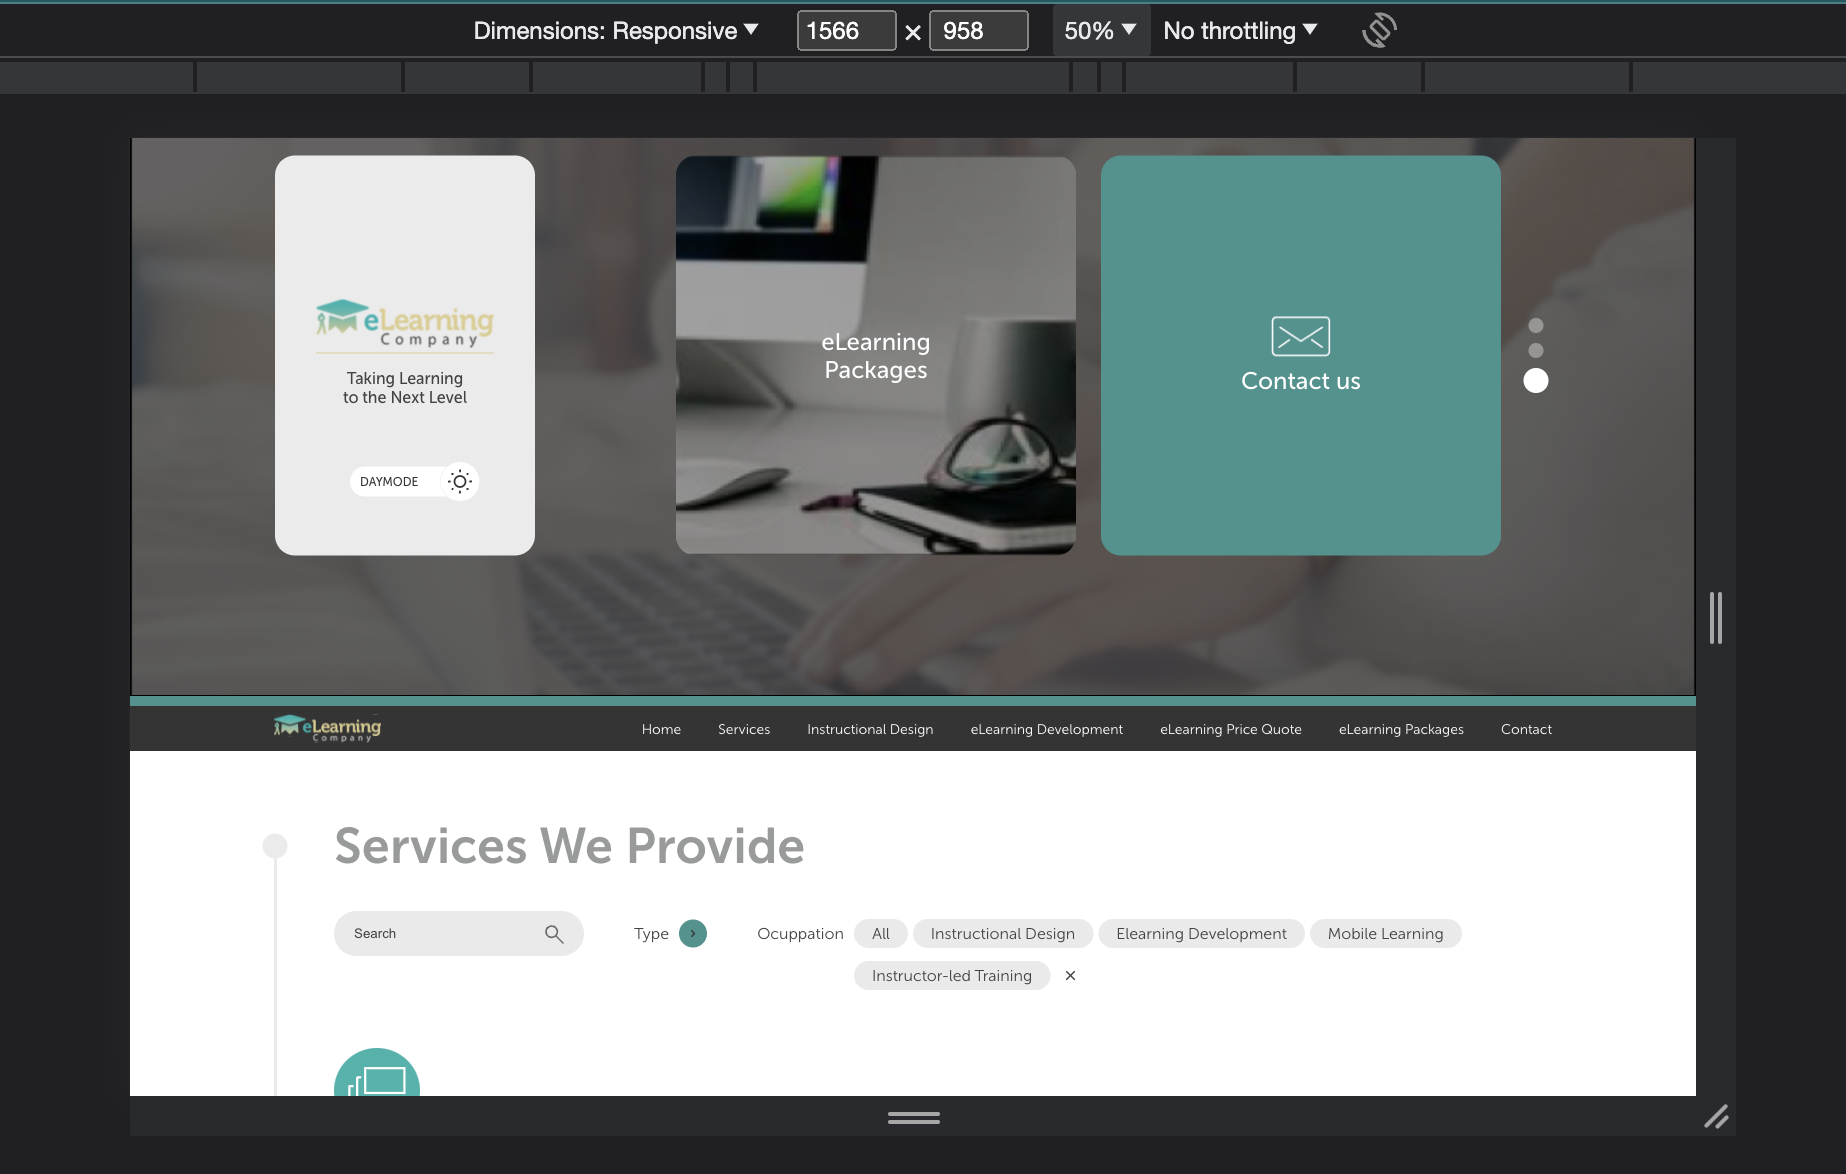 Dimensions: Responsive 1566 × 958 50% No throttling
eLearning
Company
Taking Learning
to the Next Level
DAYMODE
eLearning
Packages
Contact us
eLearning
Company
Home Services Instructional Design eLearning Development eLearning Price Quote eLearning Packages Contact
Services We Provide
Search Type Ocuppation All Instructional Design Elearning Development Mobile Learning
Instructor-led Training ×